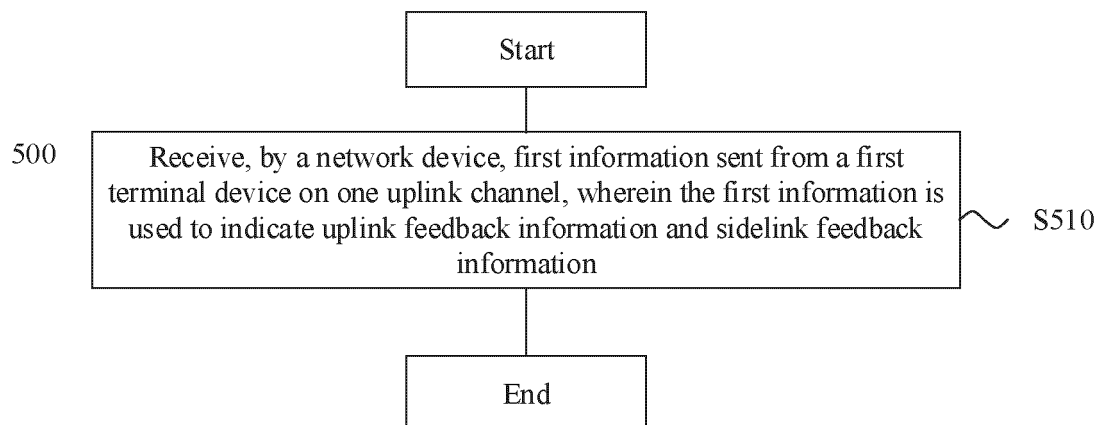 Start
500
Receive, by a network device, first information sent from a first
terminal device on one uplink channel, wherein the first information is
used to indicate uplink feedback information and sidelink feedback
information
S510
End